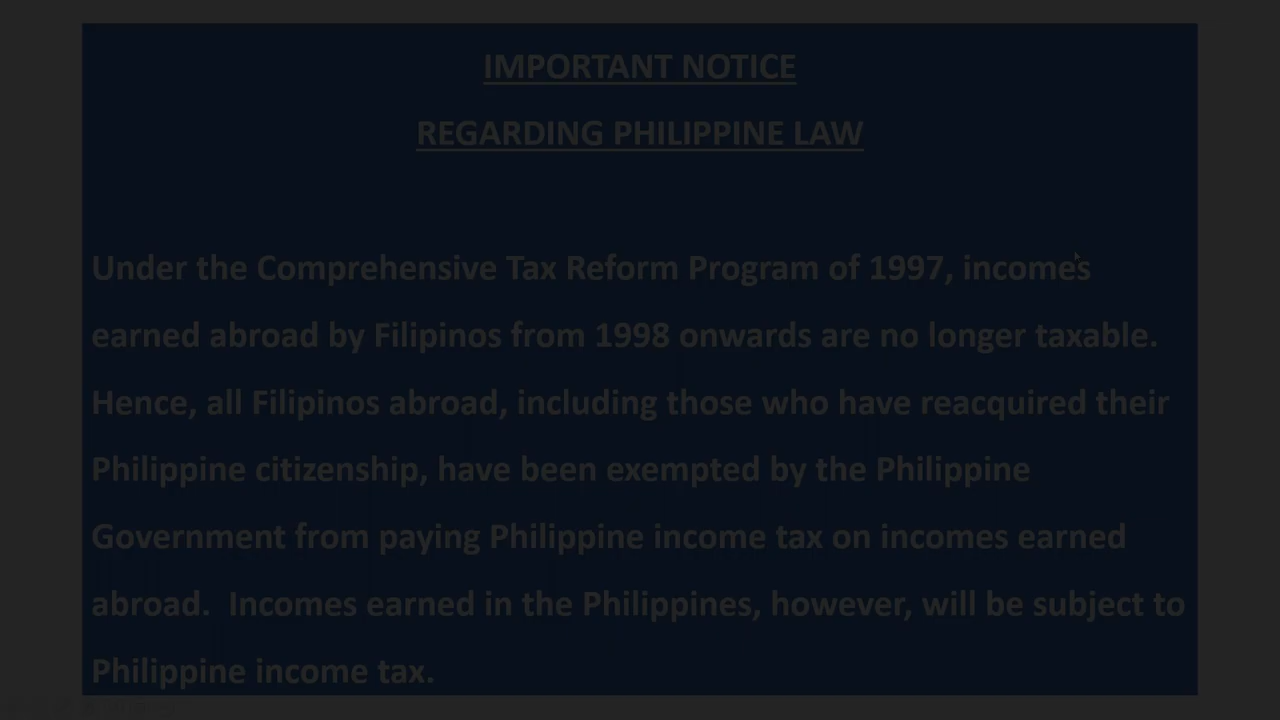 IMPORTANT NOTICE
REGARDING PHILIPPINE LAW
Under the Comprehensive Tax Reform Program of 1997, incomes
earned abroad by Filipinos from 1998 onwards are no longer taxable.
Hence, all Filipinos abroad, including those who have reacquired their
Philippine citizenship, have been exempted by the Philippine
Government from paying Philippine income tax on incomes earned
abroad.  Incomes earned in the Philippines, however, will be subject to
Philippine income tax.